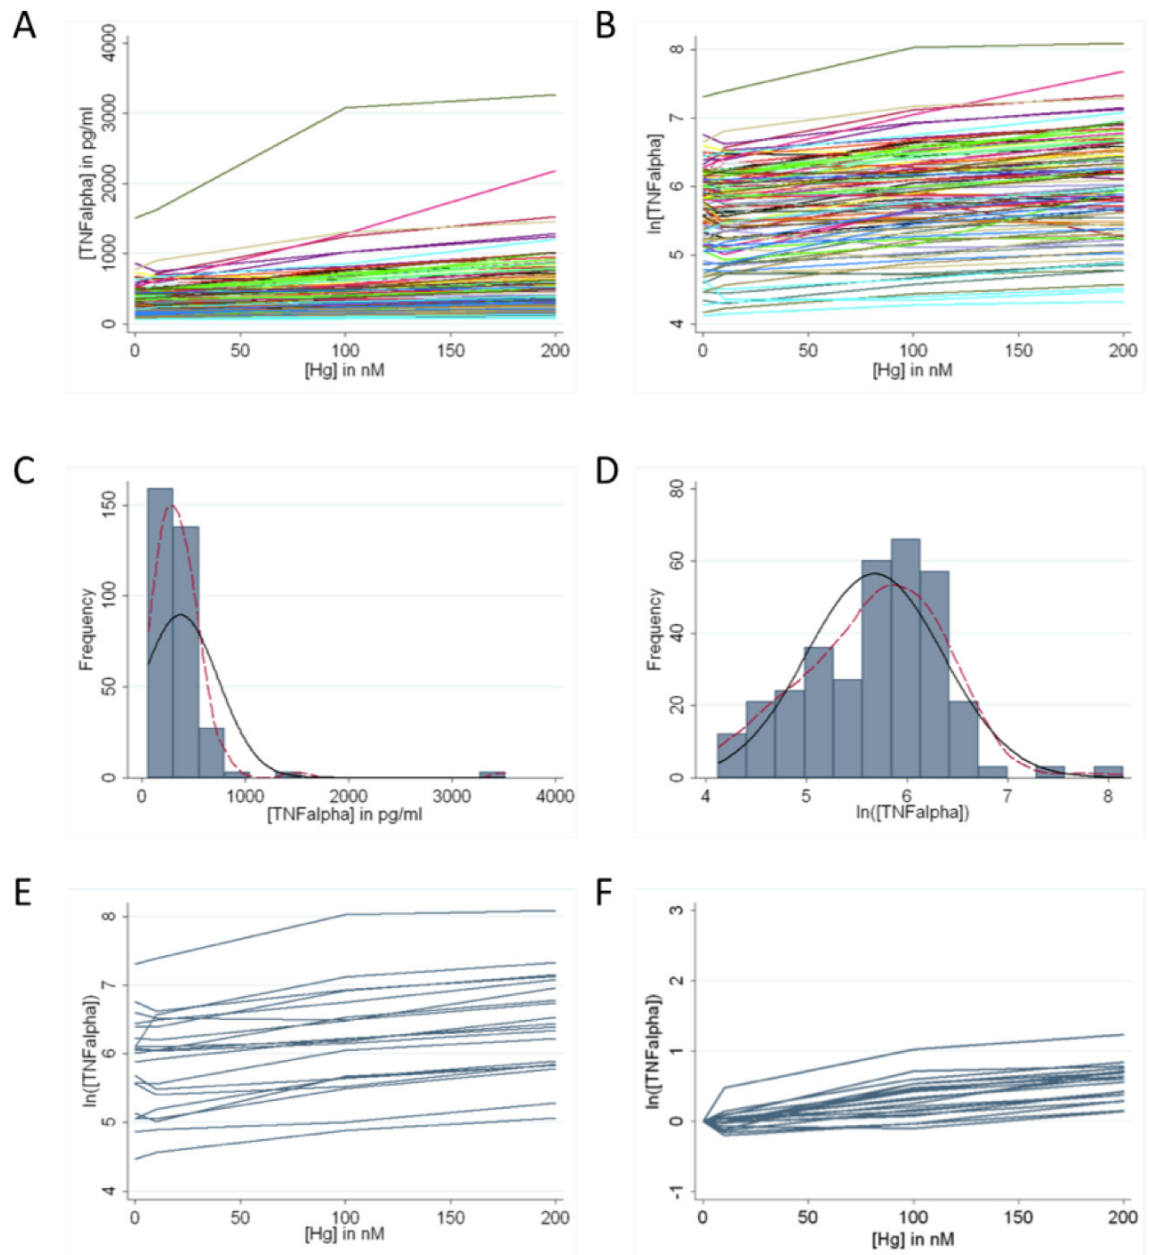 A
[TNFalpha] in pg/ml
4000
3000
2000
1000
0
0 50 100 150 200
[Hg] in nM
B
ln[TNFalpha]
8
7
6
5
4
0 50 100 150 200
[Hg] in nM
C
Frequency
150
100
50
0
0 1000 2000 3000 4000
[TNFalpha] in pg/ml
D
Frequency
80
60
40
20
0
4 5 6 7 8
ln([TNFalpha])
E
ln([TNFalpha])
8
7
6
5
4
0 50 100 150 200
[Hg] in nM
F
ln([TNFalpha])
3
2
1
0
-1
0 50 100 150 200
[Hg] in nM